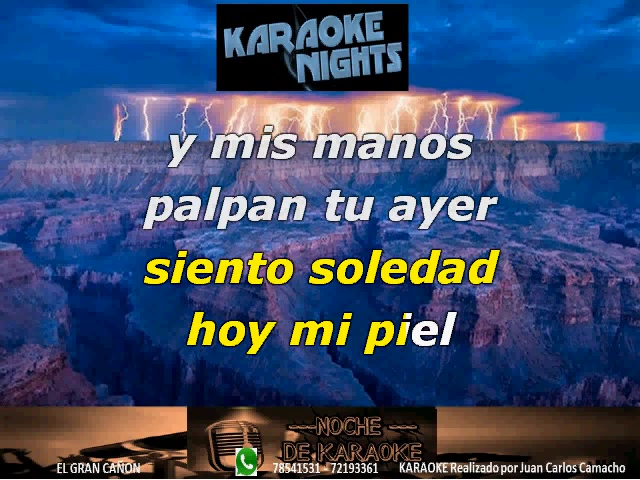 KARAOKE
NIGHTS
y mis manos
palpan tu ayer
siento soledad
hoy mi piel
NOCHE
DE KARAOKE
EL GRAN CAÑON 78541531 - 72193361 KARAOKE Realizado por Juan Carlos Camacho